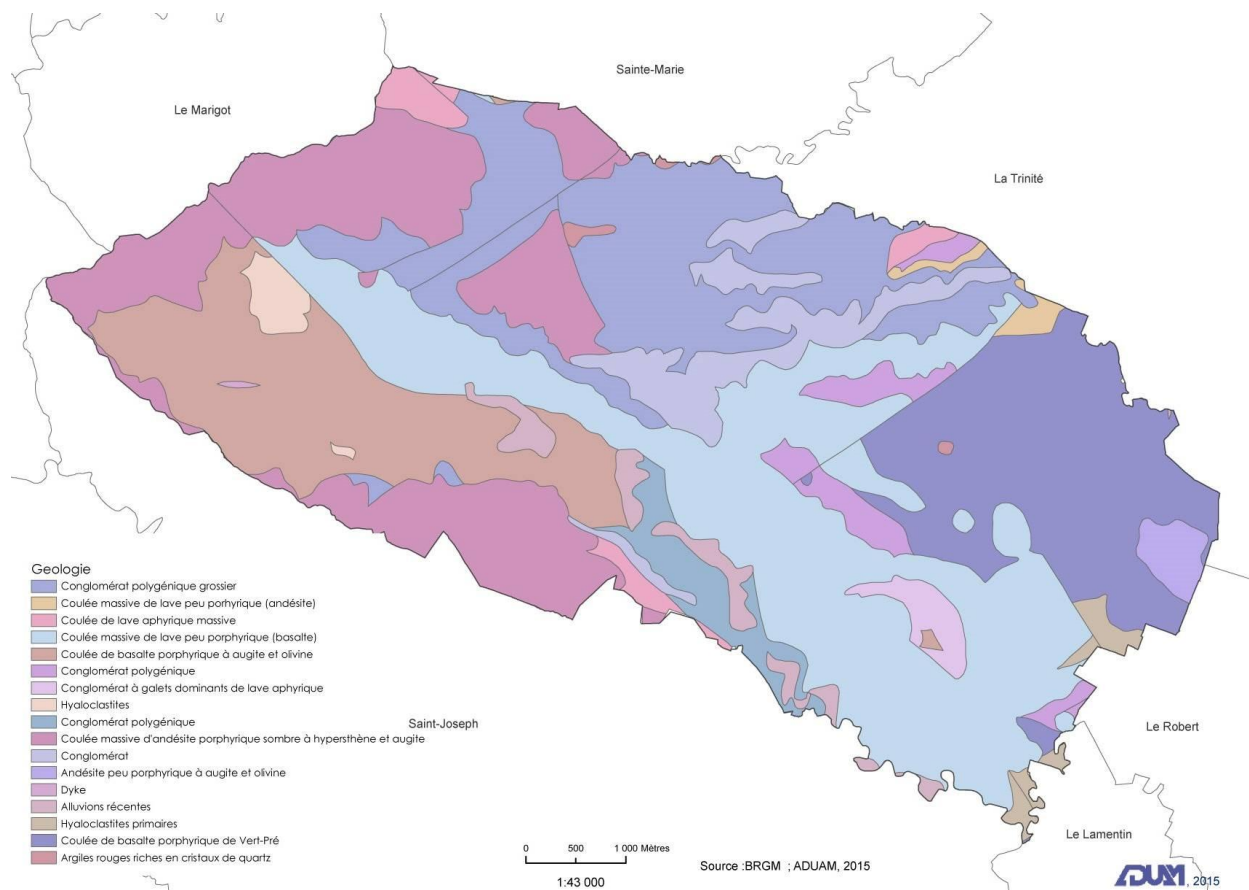 Sainte-Marie
Le Marigot
La Trinité
Geologie
Conglomérat polygénique grossier
Coulée massive de lave peu porhyrique (andésite)
Coulée de lave aphyrique massive
Coulée massive de lave peu porphyrique (basalte)
Coulée de basalte porphyrique à augite et olivine
Conglomérat polygénique
Conglomérat à galets dominants de lave aphyrique
Hyaloclastites
Conglomérat polygénique
Coulée massive d'andésite porphyrique sombre à hypersthène et augite
Conglomérat
Andésite peu porphyrique à augite et olivine
Dyke
Alluvions récentes
Hyaloclastites primaires
Coulée de basalte porphyrique de Vert-Pré
Argiles rouges riches en cristaux de quartz
Saint-Joseph
Le Robert
Le Lamentin
0 500 1 000 Mètres
1:43 000
Source :BRGM ; ADUAM, 2015
ADUAM, 2015